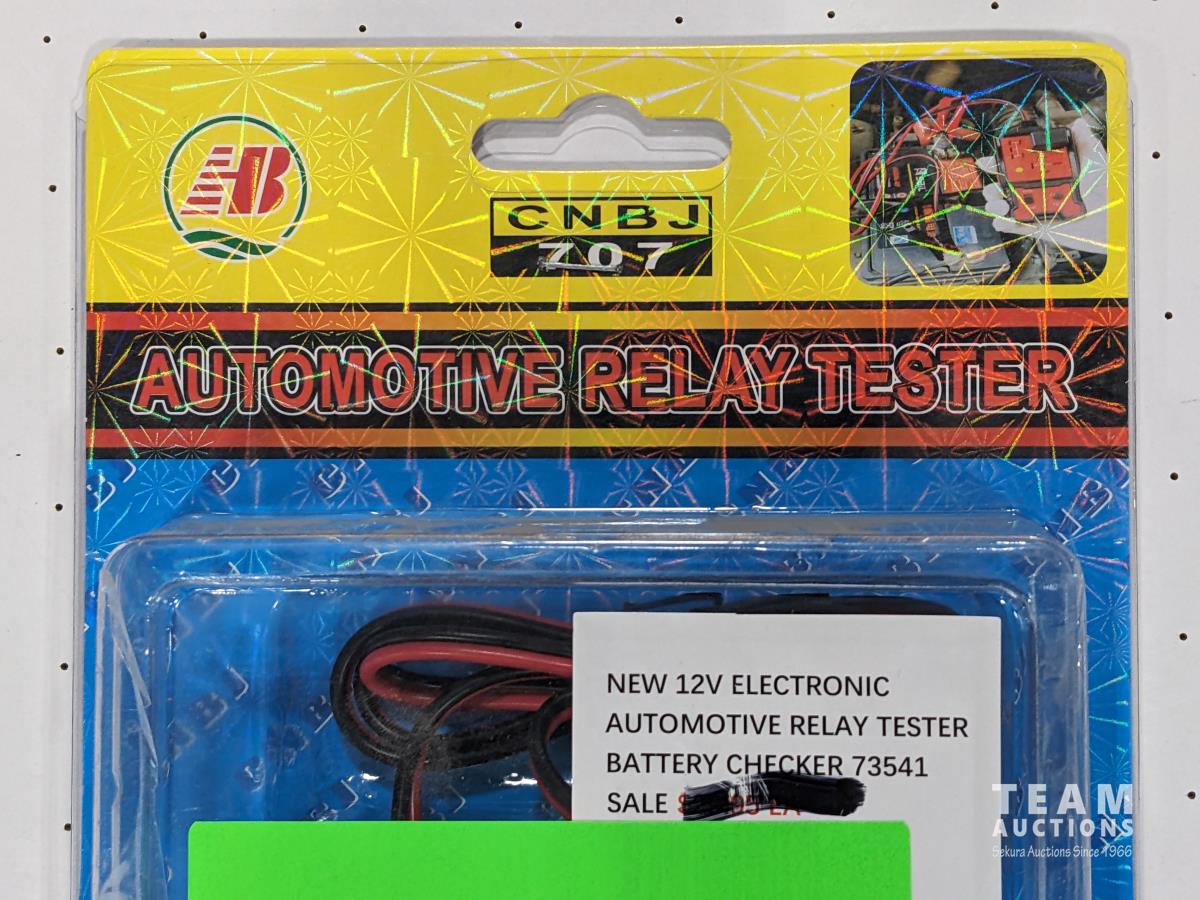 HB
CNBJ
707
AUTOMOTIVE RELAY TESTER
NEW 12V ELECTRONIC
AUTOMOTIVE RELAY TESTER
BATTERY CHECKER 73541
SALE
TEAM
AUCTIONS
Sekura Auctions Since 1966